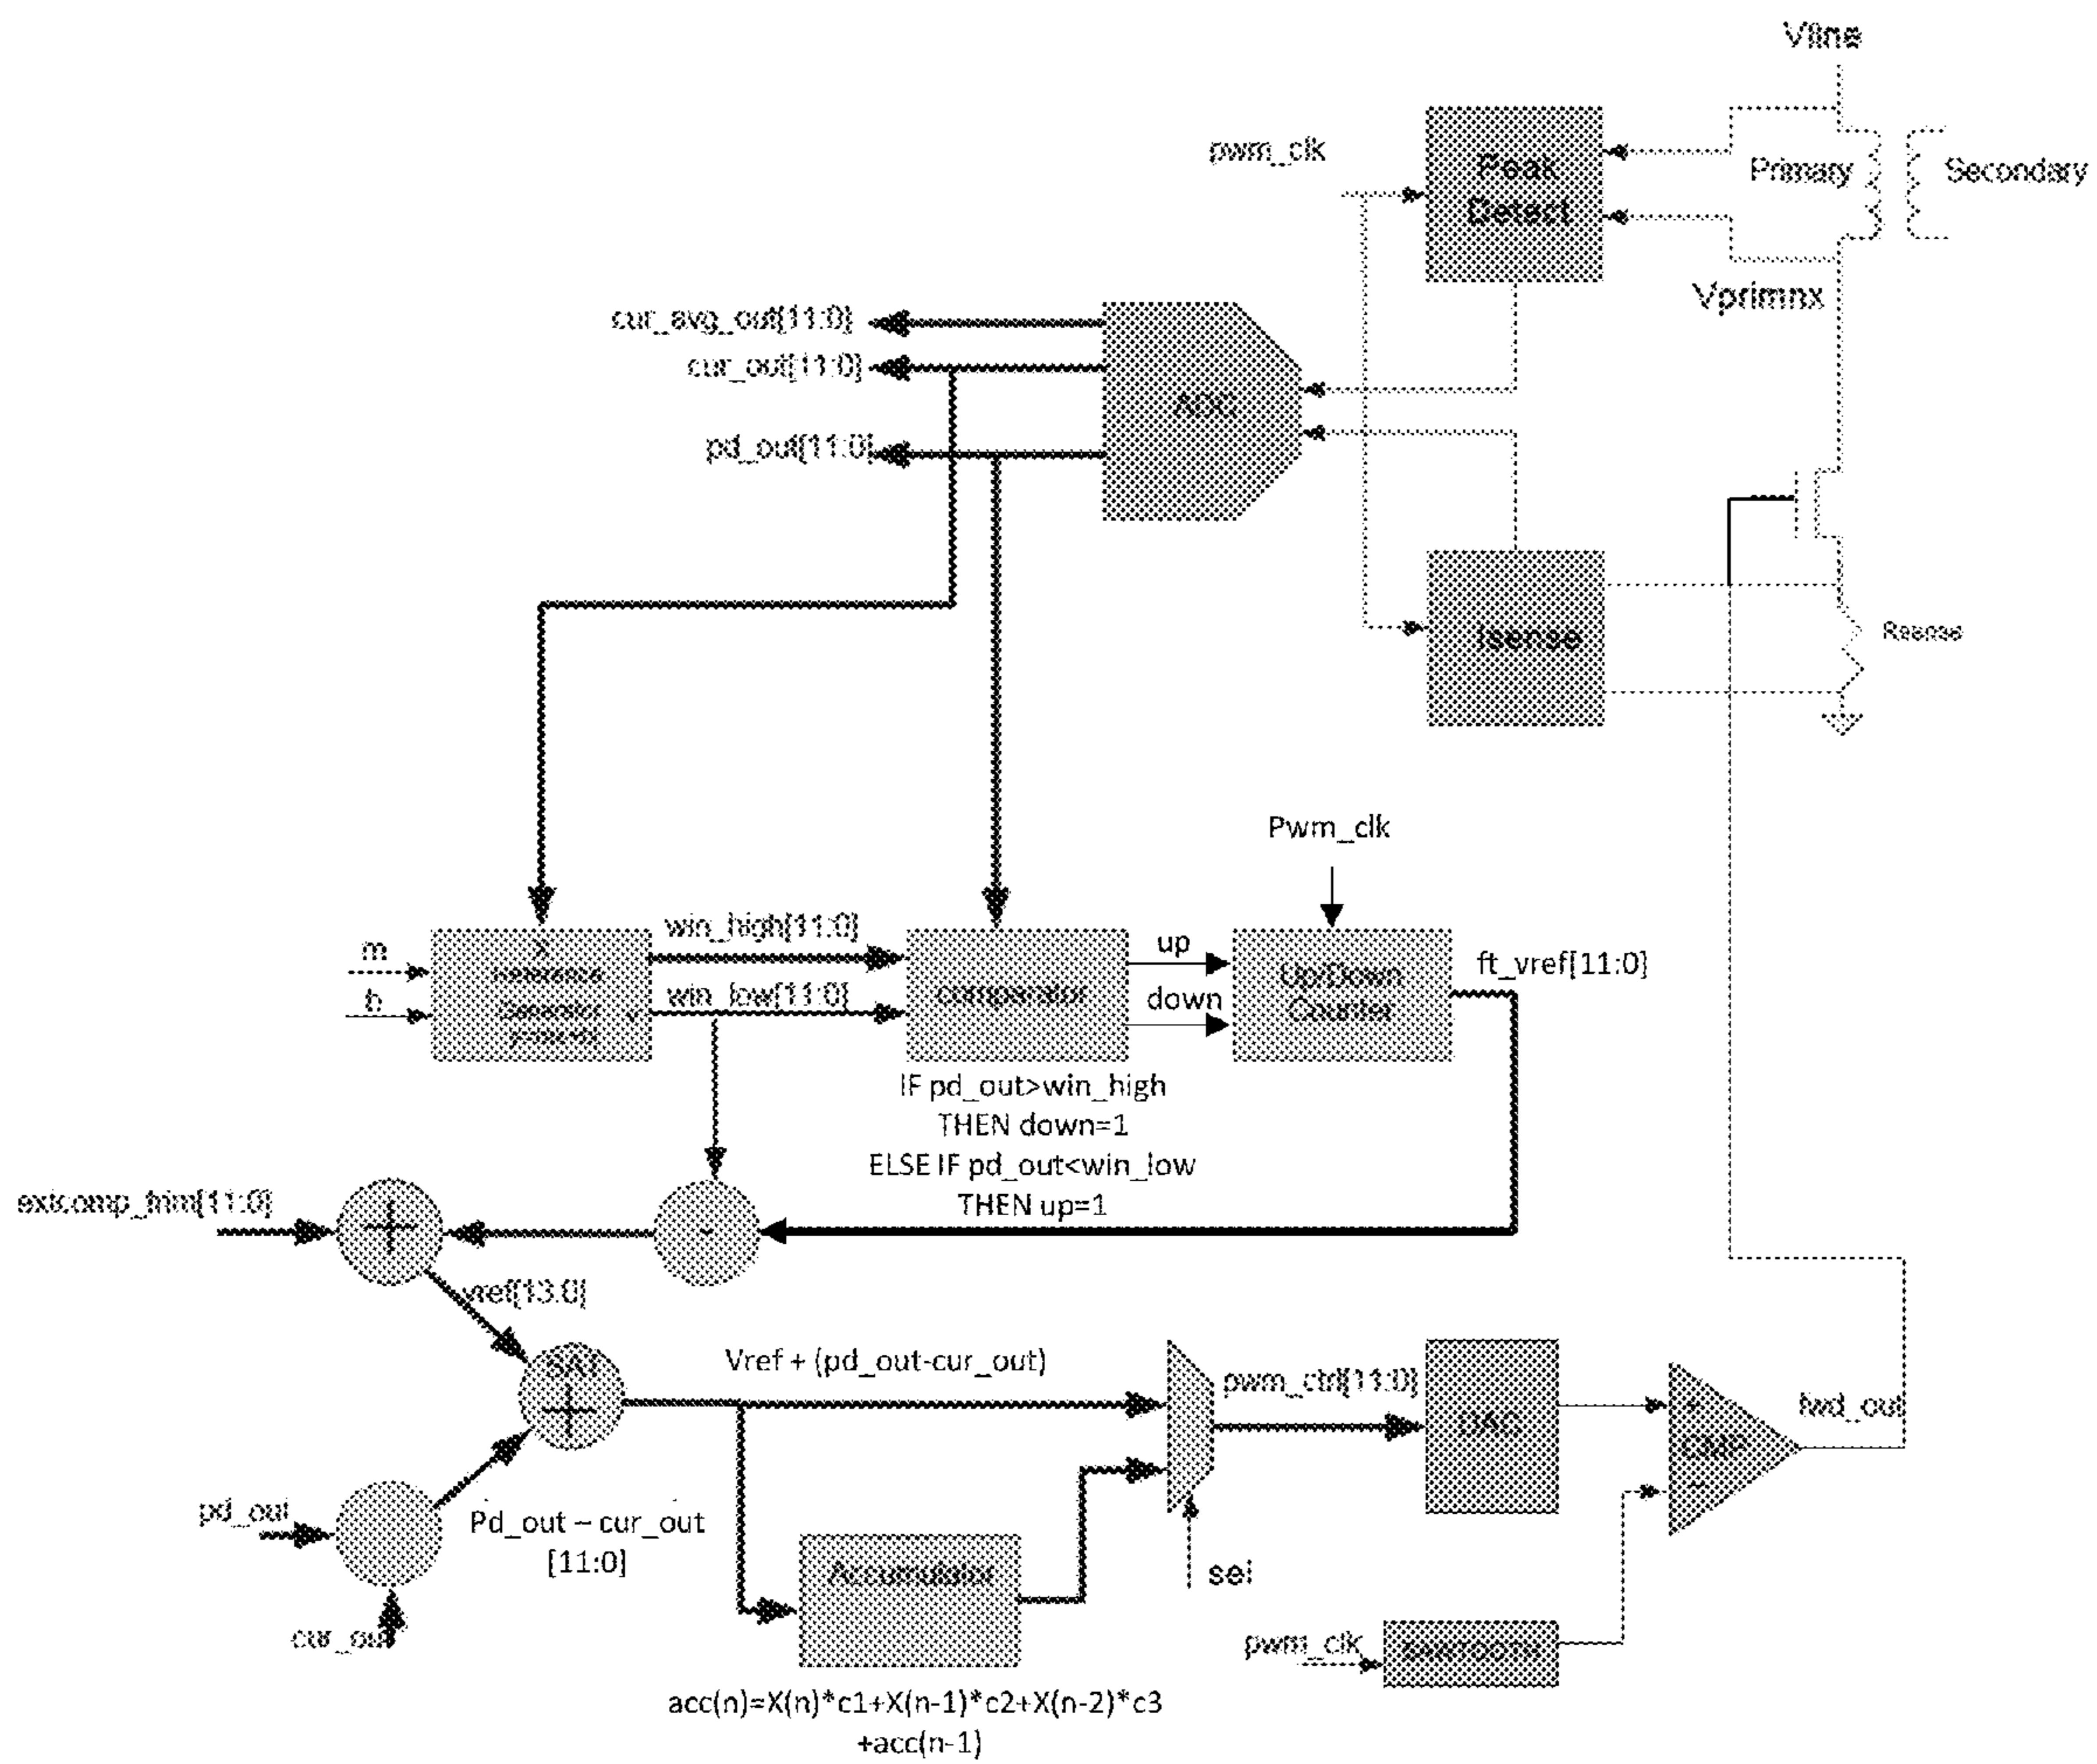 Vline
pwm_clk
Peak
Detect
Primary
Secondary
Vprimnx
cur_avg_out[11:0]
cur_out[11:0]
ADC
pd_out[11:0]
Isense
Rsense
Pwm_clk
m
b
X
Reference
Generator
y
win_high[11:0]
win_low[11:0]
comparator
up
down
Up/Down
Counter
ft_vref[11:0]
IF pd_out>win_high
THEN down=1
ELSE IF pd_out<win_low
THEN up=1
exicomp_trim[11:0]
+
-
vref[13:0]
SAT
+
Vref + (pd_out-cur_out)
pwm_ctrl[11:0]
DAC
+
CMP
-
fwd_out
pd_out
Pd_out – cur_out
[11:0]
cur_out
Accumulator
sel
pwm_clk
SAWTOOTH
acc(n)=X(n)*c1+X(n-1)*c2+X(n-2)*c3
+acc(n-1)